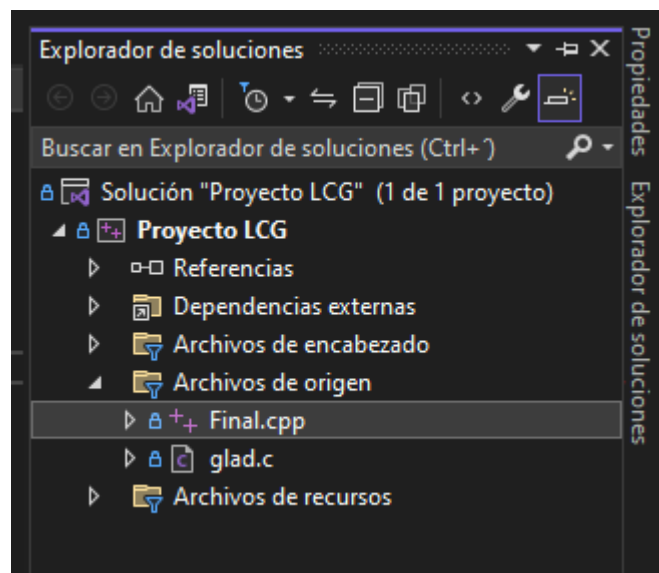 Explorador de soluciones
Buscar en Explorador de soluciones (Ctrl+´)
Solución "Proyecto LCG" (1 de 1 proyecto)
Proyecto LCG
Referencias
Dependencias externas
Archivos de encabezado
Archivos de origen
Final.cpp
glad.c
Archivos de recursos
Propiedades
Explorador de soluciones